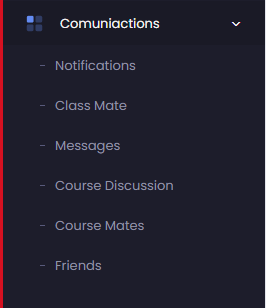 Comuniactions
- Notifications
- Class Mate
- Messages
- Course Discussion
- Course Mates
- Friends